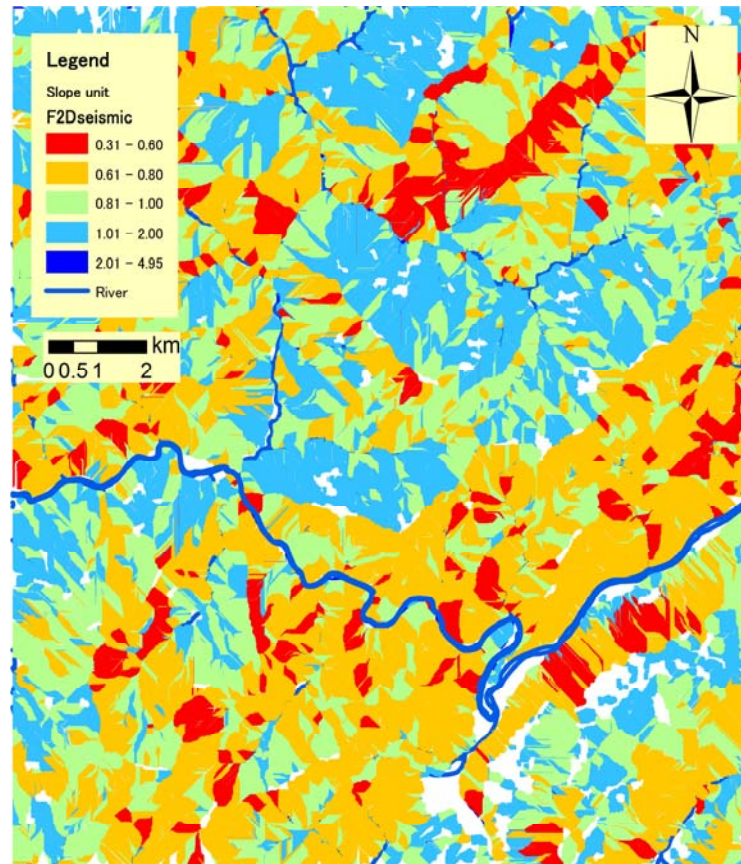 Legend
Slope unit
F2Dseismic
0.31 - 0.60
0.61 - 0.80
0.81 - 1.00
1.01 - 2.00
2.01 - 4.95
River
km
0 0.5 1 2
N